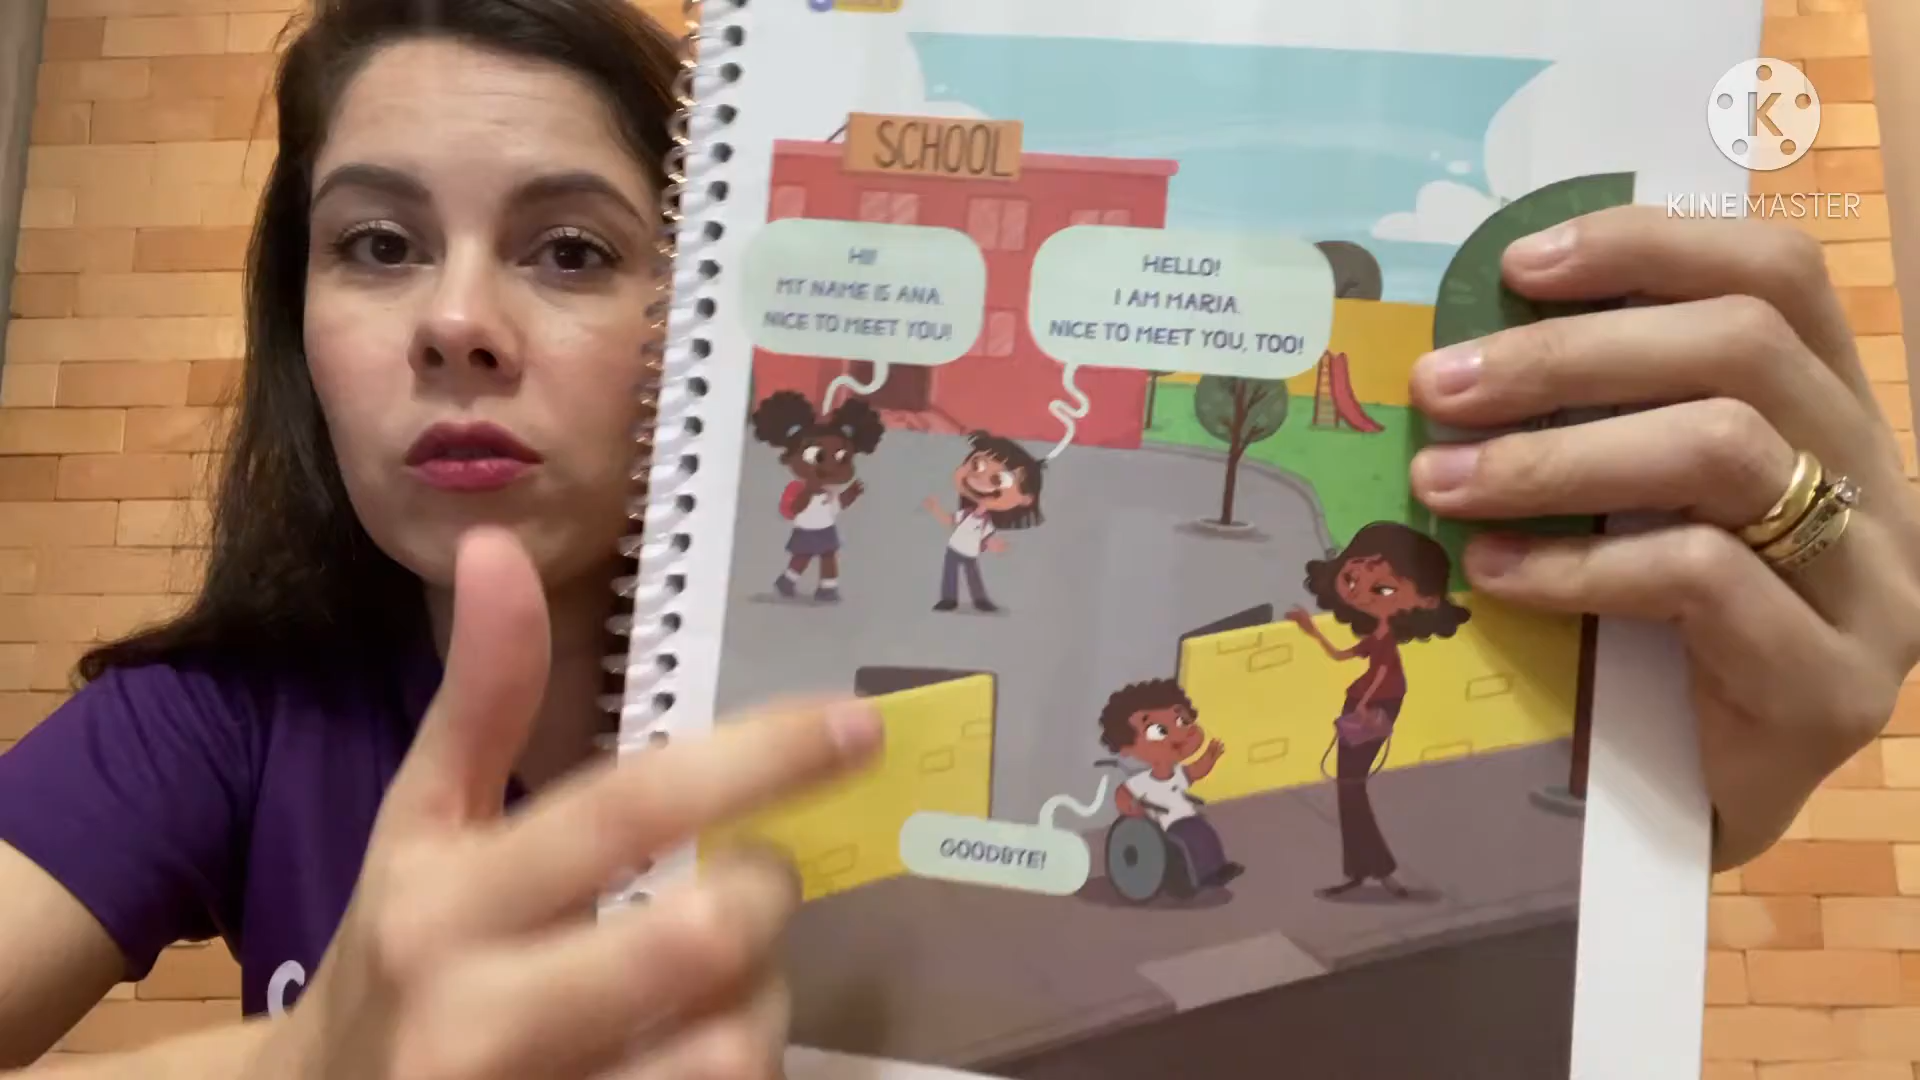 SCHOOL
HI!
MY NAME IS ANA.
NICE TO MEET YOU!
HELLO!
I AM MARIA.
NICE TO MEET YOU, TOO!
GOODBYE!
K
KINEMASTER